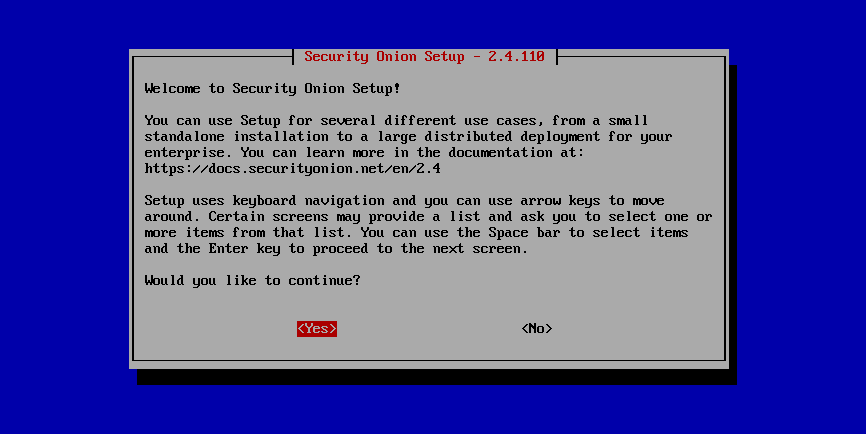 Security Onion Setup - 2.4.110
Welcome to Security Onion Setup!
You can use Setup for several different use cases, from a small
standalone installation to a large distributed deployment for your
enterprise. You can learn more in the documentation at:
https://docs.securityonion.net/en/2.4
Setup uses keyboard navigation and you can use arrow keys to move
around. Certain screens may provide a list and ask you to select one or
more items from that list. You can use the Space bar to select items
and the Enter key to proceed to the next screen.
Would you like to continue?
<Yes> <No>